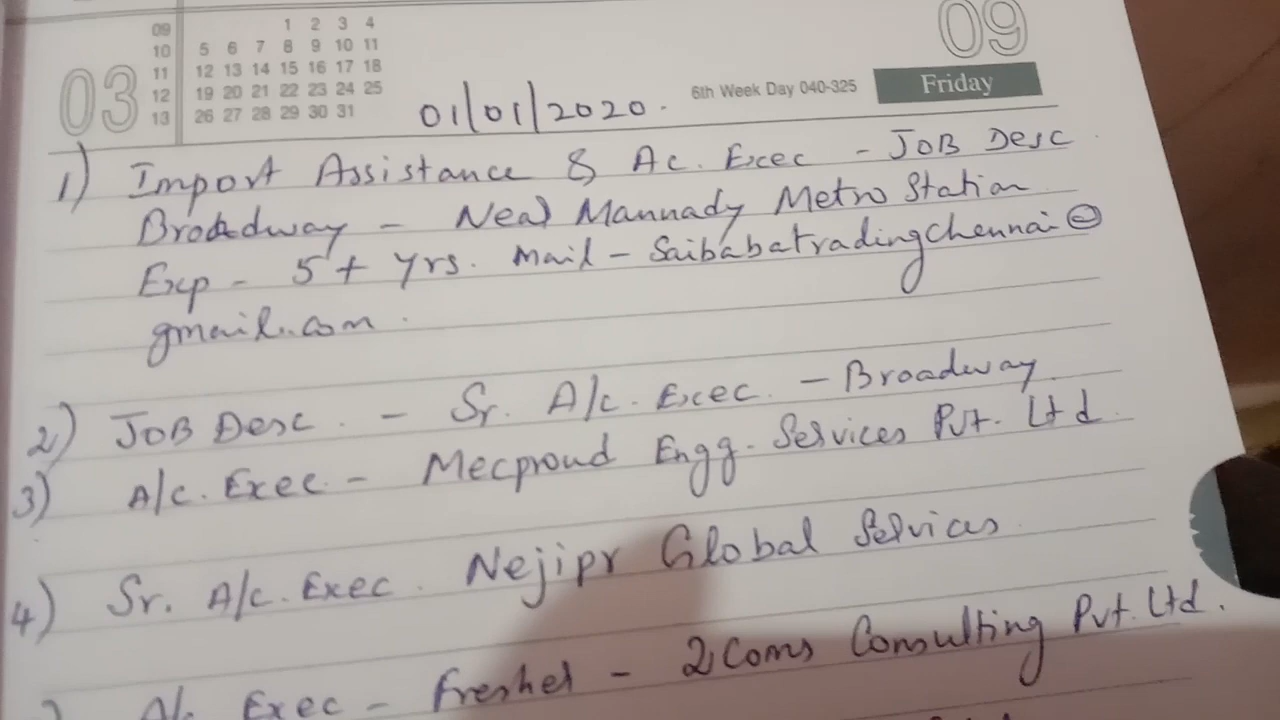 09 1 2 3 4
10 5 6 7 8 9 10 11
03 11 12 13 14 15 16 17 18
12 19 20 21 22 23 24 25
13 26 27 28 29 30 31
09
6th Week Day 040-325 Friday
01/01/2020.
1) Import Assistance & Ac. Exec - JOB Desc
Broadway - Near Mannady Metro Station
Exp - 5+ Yrs. Mail - Saibabatradingchennai@
gmail.com.
2) JOB Desc. - Sr. A/c. Exec. - Broadway
3) A/c. Exec. - Mecproud Engg. Services Pvt. Ltd.
4) Sr. A/c. Exec. Nejipr Global Services
A/c Exec - Fresher - 2Coms Consulting Pvt. Ltd.